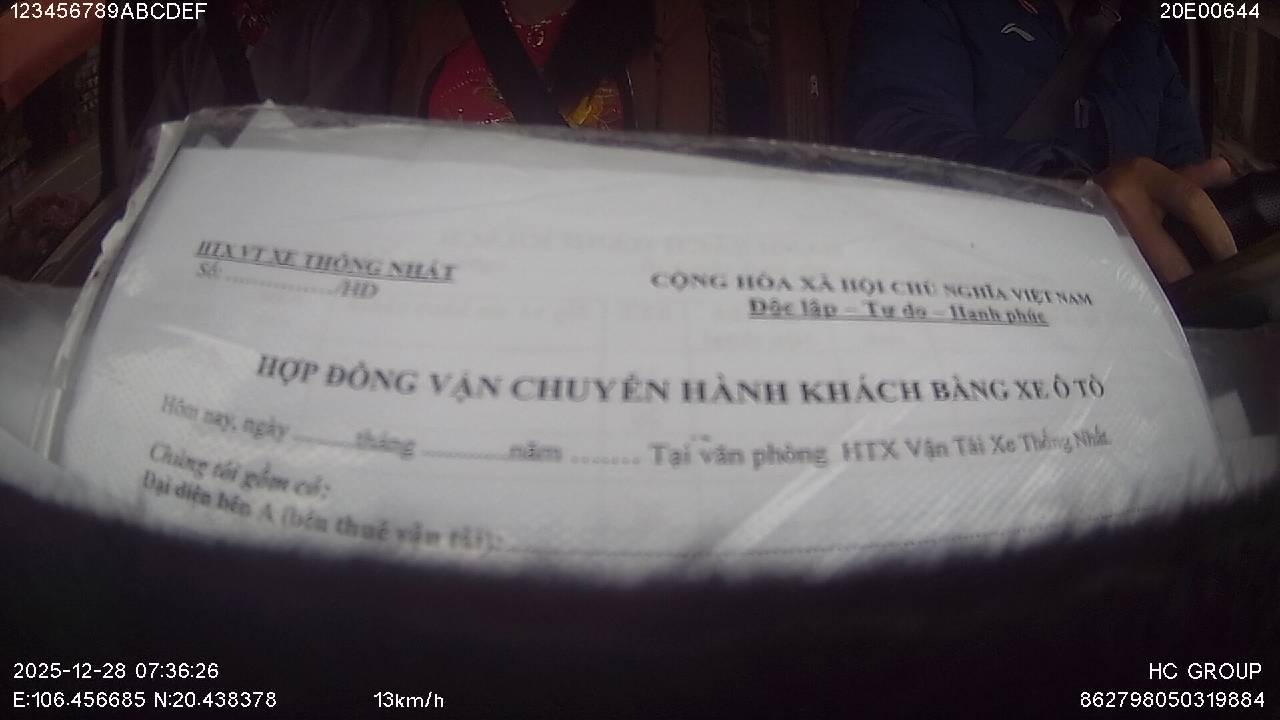 123456789ABCDEF
20E00644
HTX VT XE THỐNG NHẤT
Số: ................/HD
CỘNG HÒA XÃ HỘI CHỦ NGHĨA VIỆT NAM
Độc lập – Tự do – Hạnh phúc
HỢP ĐỒNG VẬN CHUYỂN HÀNH KHÁCH BẰNG XE Ô TÔ
Hôm nay, ngày ..........tháng ..............năm ........ Tại văn phòng HTX Vận Tải Xe Thống Nhất.
Chúng tôi gồm có:
Đại diện bên A (bên thuê vận tải):
2025-12-28 07:36:26
HC GROUP
E:106.456685 N:20.438378
13km/h
862798050319884